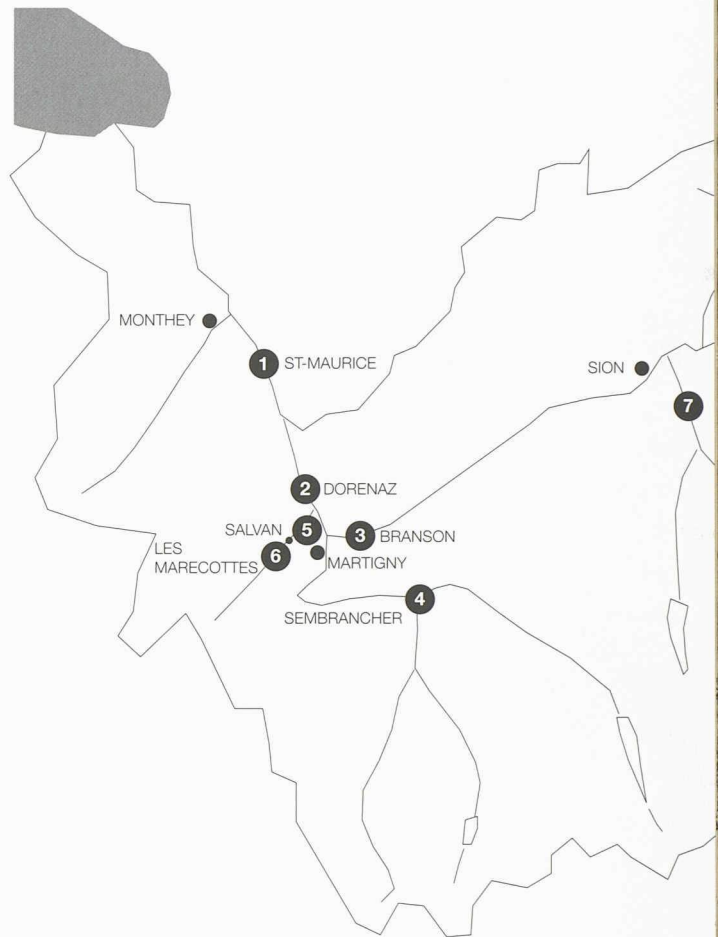 MONTHEY
1 ST-MAURICE
SION
7
2 DORENAZ
SALVAN 5
3 BRANSON
LES
MARECOTTES 6
MARTIGNY
4
SEMBRANCHER